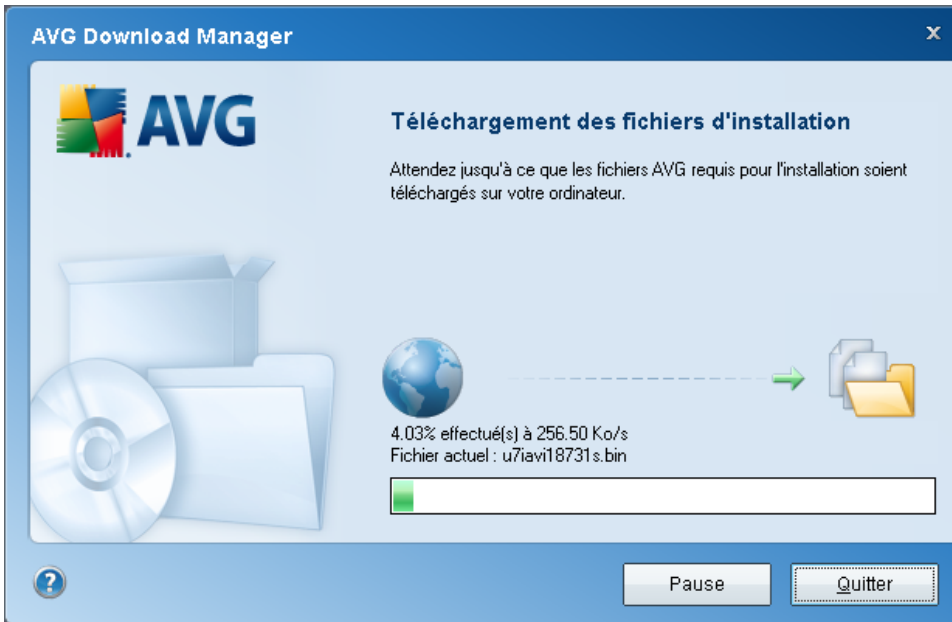 AVG Download Manager
x
AVG
Téléchargement des fichiers d'installation
Attendez jusqu'à ce que les fichiers AVG requis pour l'installation soient
téléchargés sur votre ordinateur.
4.03% effectué(s) à 256.50 Ko/s
Fichier actuel : u7iavi18731s.bin
?
Pause
Quitter